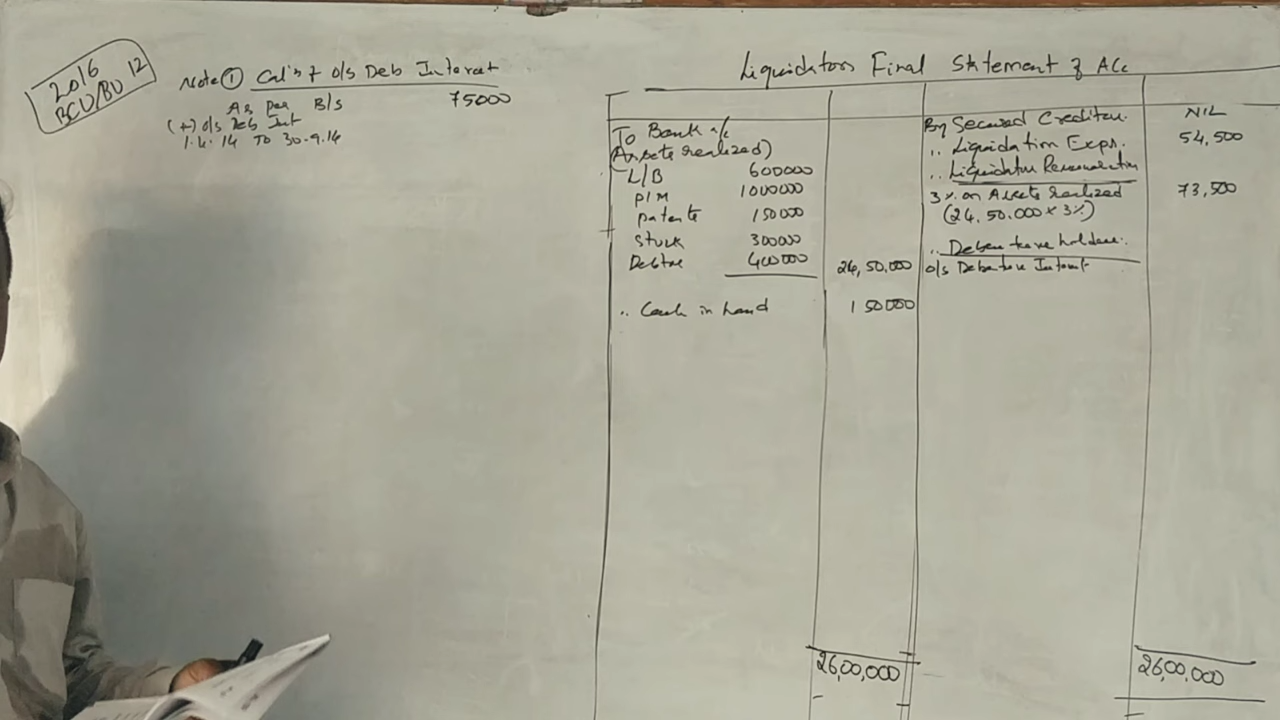 2016
BCU/BU 12
Note ① Cal'n of o/s Deb Interest
As per B/s 75000
(+) o/s Deb Int
1.4.14 To 30.9.14
Liquidators Final Statement of A/c
To Bank a/c
(Assets realized)
L/B 600000
P/M 1000000
patents 150000
Stock 300000
Debtors 400000 24,50,000
.. Cash in hand 150000
26,00,000
By Secured Creditors. NIL
.. Liquidation Exps. 54,500
.. Liquidator Remuneration
3% on Assets realized 73,500
(24,50,000 x 3%)
.. Debenture holders.
o/s Debenture Interest
26,00,000